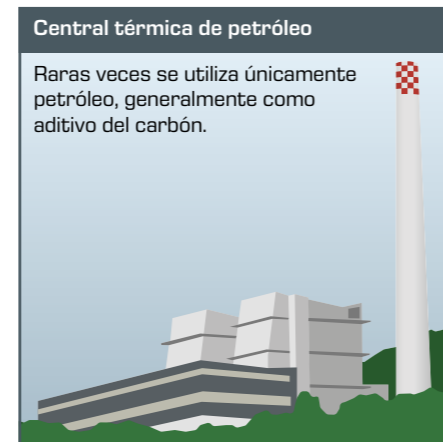 Central térmica de petróleo
Raras veces se utiliza únicamente
petróleo, generalmente como
aditivo del carbón.